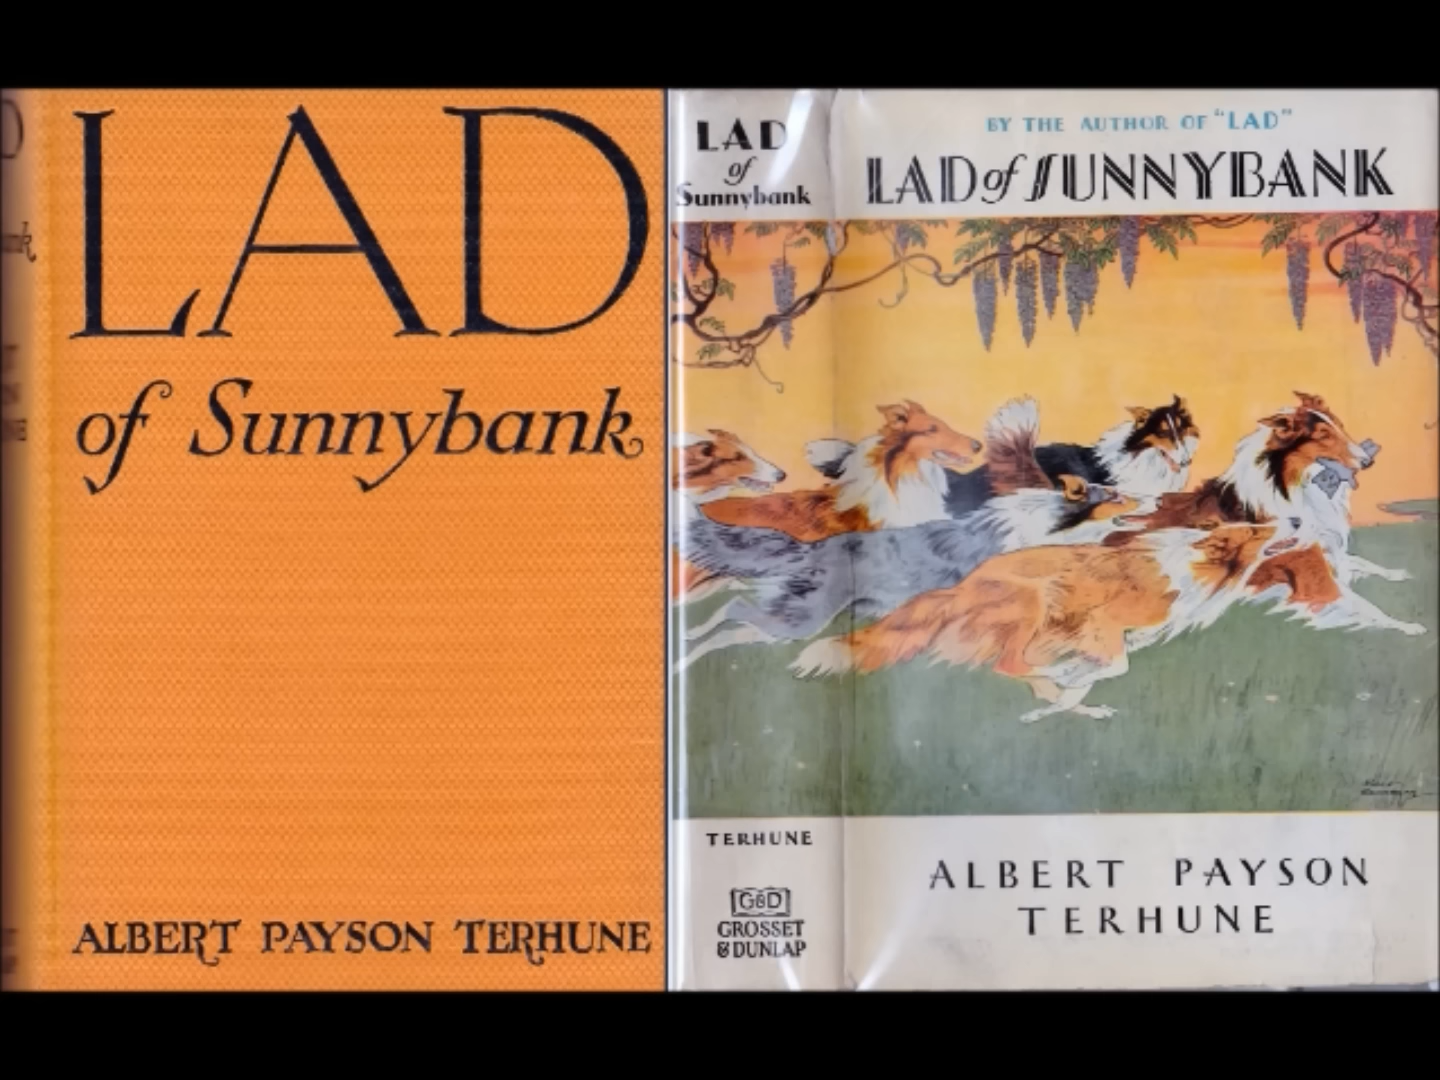 LAD
of Sunnybank
ALBERT PAYSON TERHUNE
LAD
of
Sunnybank
TERHUNE
G&D
GROSSET
& DUNLAP
BY THE AUTHOR OF "LAD"
LAD of SUNNYBANK
ALBERT PAYSON
TERHUNE